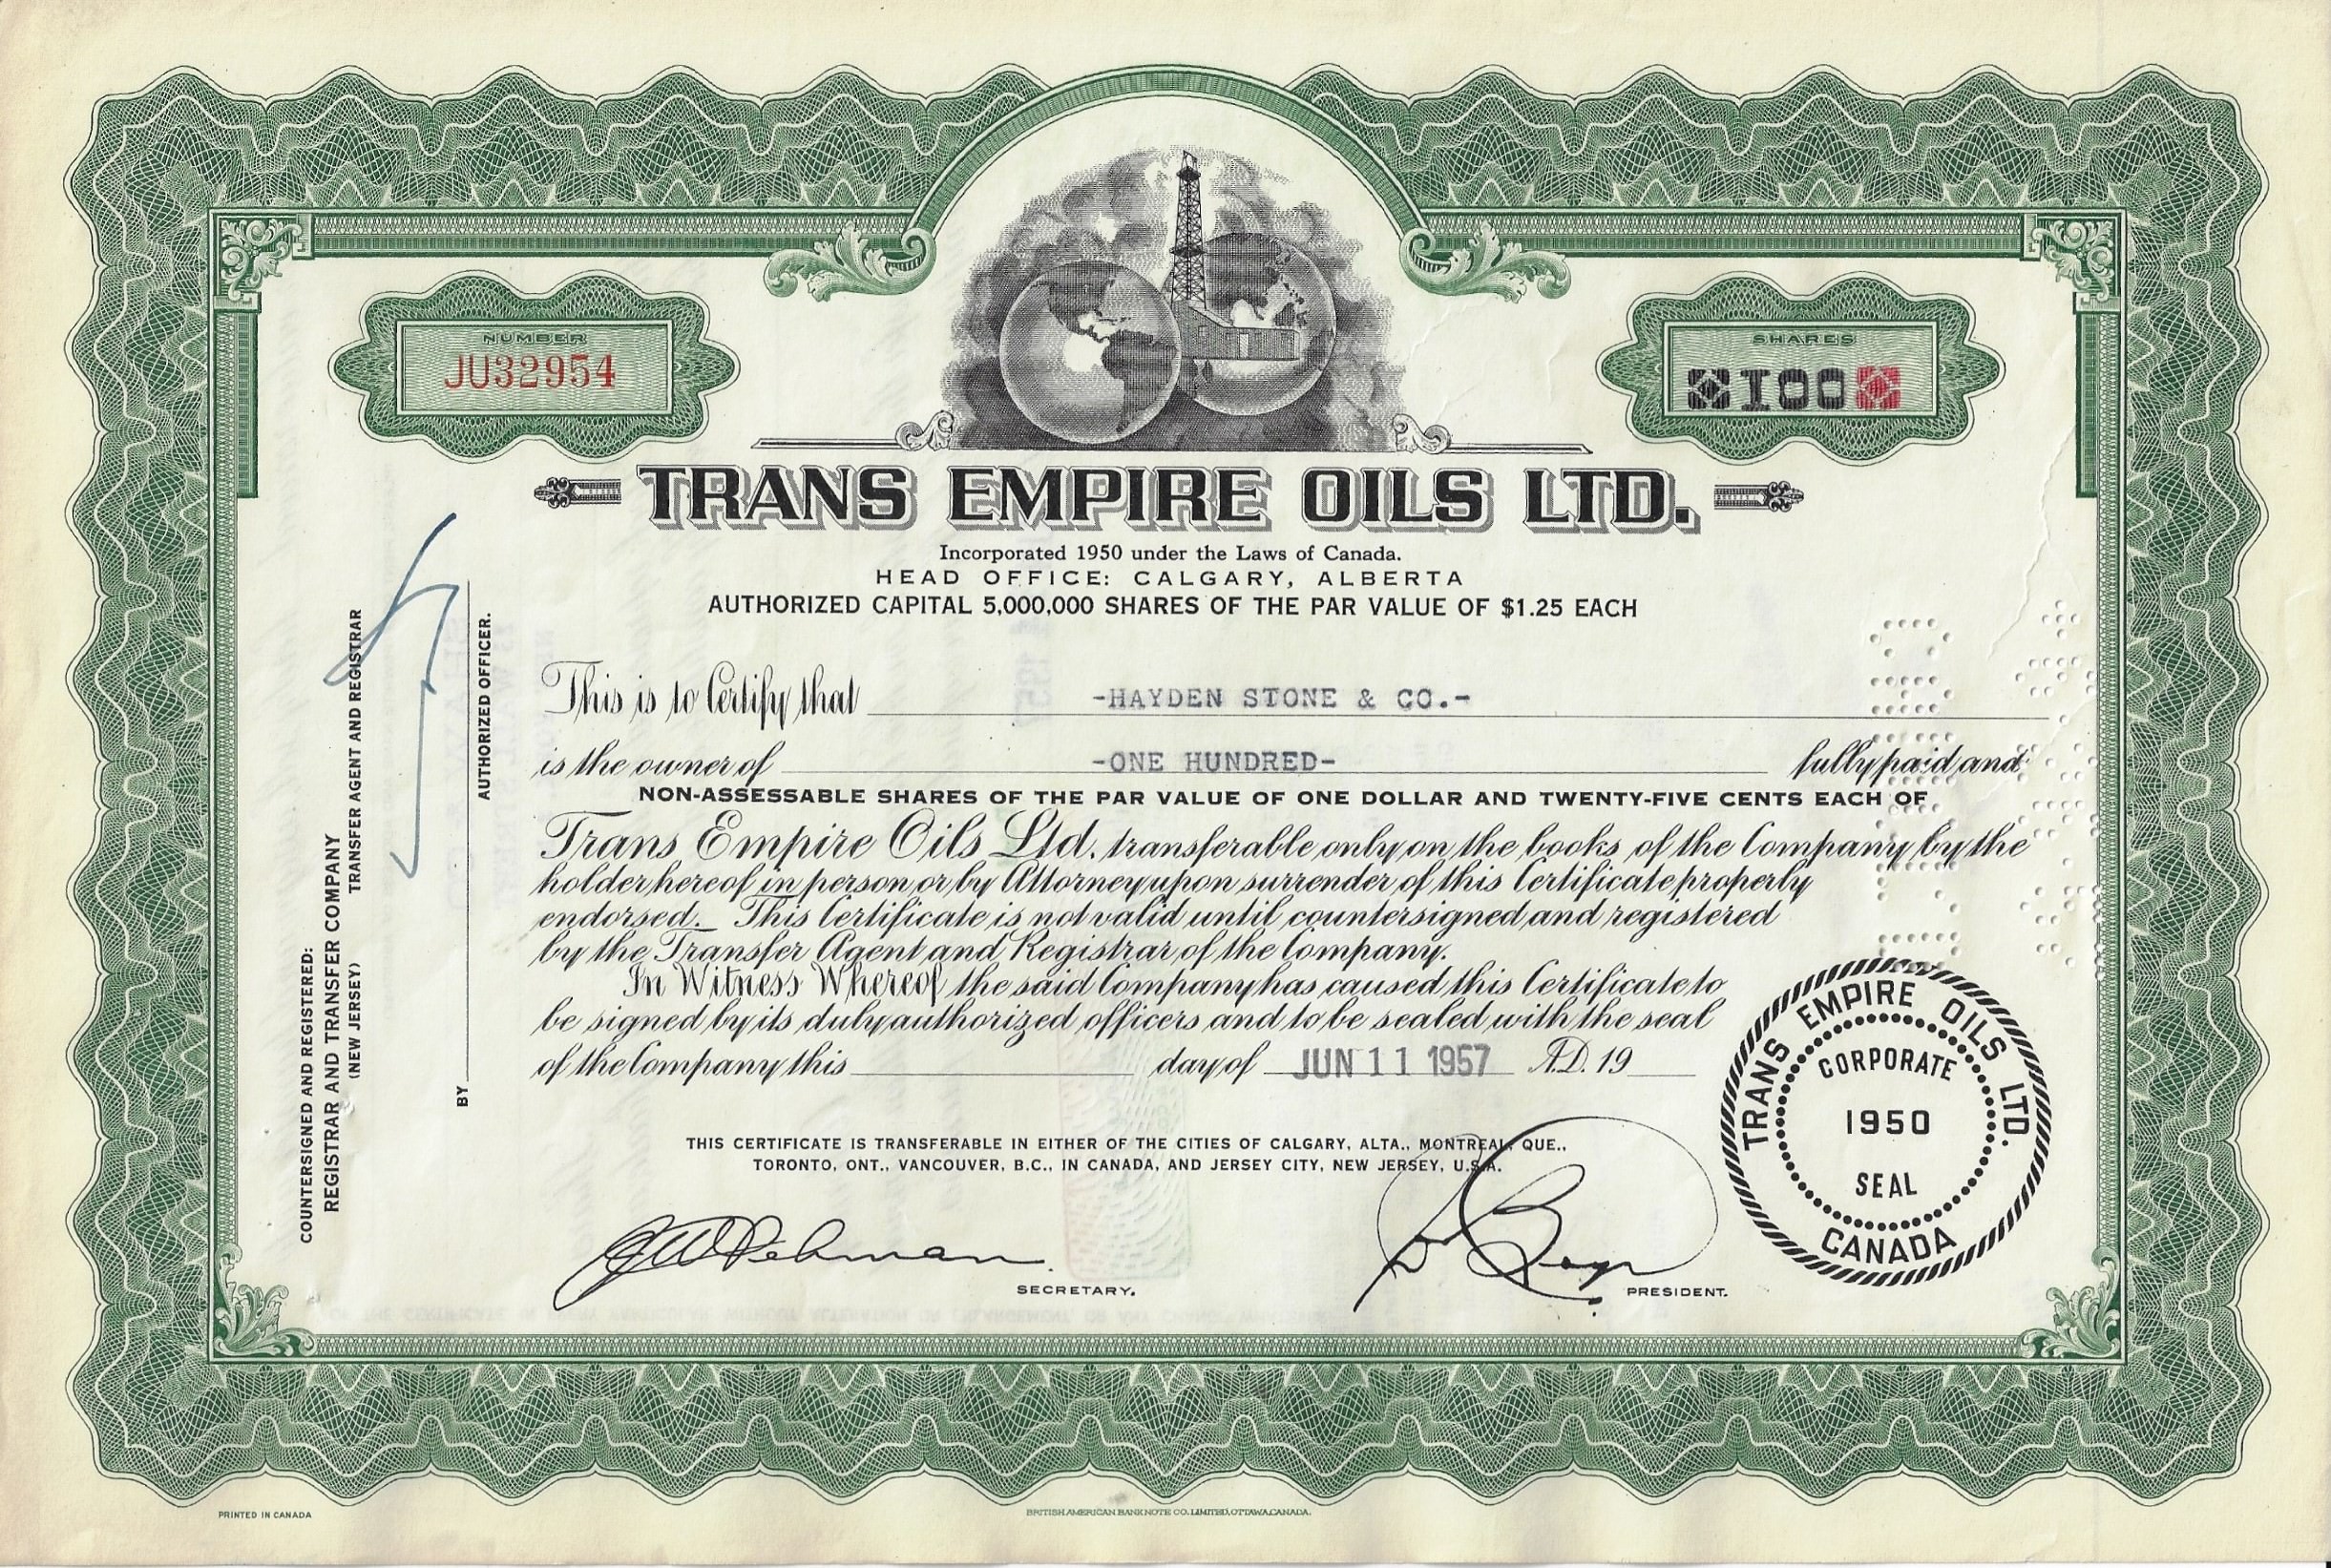 NUMBER
JU32954
SHARES
100
TRANS EMPIRE OILS LTD.
Incorporated 1950 under the Laws of Canada.
HEAD OFFICE: CALGARY, ALBERTA
AUTHORIZED CAPITAL 5,000,000 SHARES OF THE PAR VALUE OF $1.25 EACH
This is to Certify that -HAYDEN STONE & CO.-
is the owner of -ONE HUNDRED- fully paid and
NON-ASSESSABLE SHARES OF THE PAR VALUE OF ONE DOLLAR AND TWENTY-FIVE CENTS EACH OF
Trans Empire Oils Ltd. transferable only on the books of the Company by the
holder hereof in person or by Attorney upon surrender of this Certificate properly
endorsed. This Certificate is not valid until countersigned and registered
by the Transfer Agent and Registrar of the Company.
In Witness Whereof the said Company has caused this Certificate to
be signed by its duly authorized officers and to be sealed with the seal
of the Company this day of JUN 11 1957 A.D. 19
THIS CERTIFICATE IS TRANSFERABLE IN EITHER OF THE CITIES OF CALGARY, ALTA., MONTREAL, QUE.,
TORONTO, ONT., VANCOUVER, B.C., IN CANADA, AND JERSEY CITY, NEW JERSEY, U.S.A.
SECRETARY.
PRESIDENT.
TRANS EMPIRE OILS LTD.
CORPORATE
1950
SEAL
CANADA
COUNTERSIGNED AND REGISTERED:
REGISTRAR AND TRANSFER COMPANY
(NEW JERSEY) TRANSFER AGENT AND REGISTRAR
BY
AUTHORIZED OFFICER.
PRINTED IN CANADA
BRITISH AMERICAN BANK NOTE CO. LIMITED, OTTAWA, CANADA.